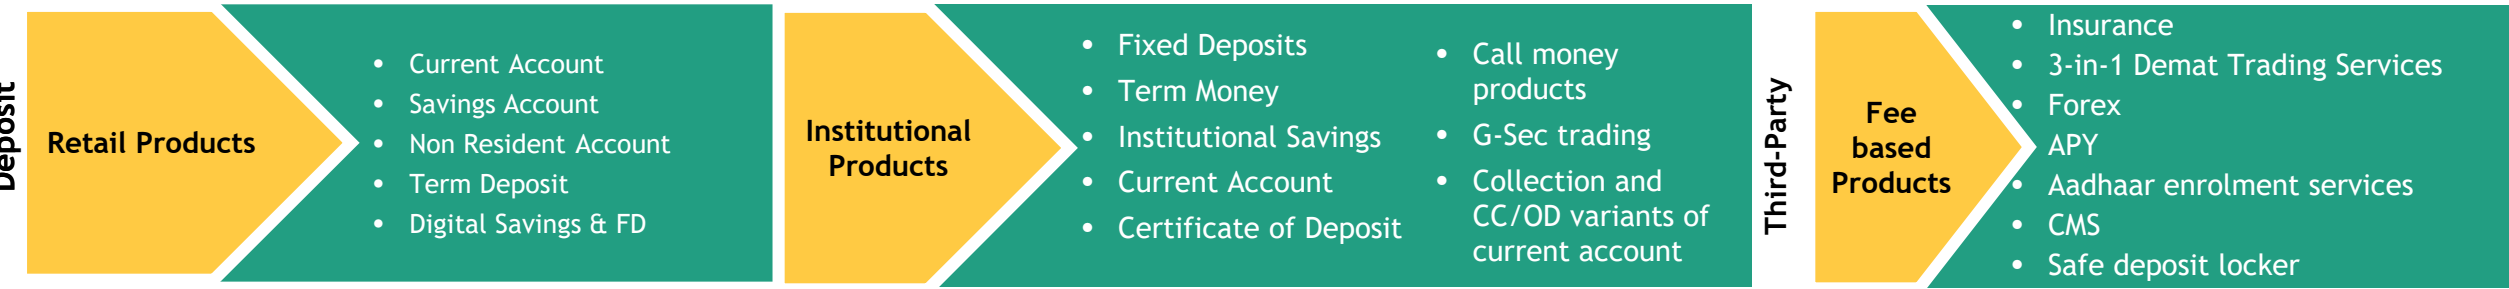 Deposit
Retail Products
• Current Account
• Savings Account
• Non Resident Account
• Term Deposit
• Digital Savings & FD
Institutional
Products
• Fixed Deposits
• Term Money
• Institutional Savings
• Current Account
• Certificate of Deposit
• Call money
products
• G-Sec trading
• Collection and
CC/OD variants of
current account
Third-Party
Fee
based
Products
• Insurance
• 3-in-1 Demat Trading Services
• Forex
• APY
• Aadhaar enrolment services
• CMS
• Safe deposit locker